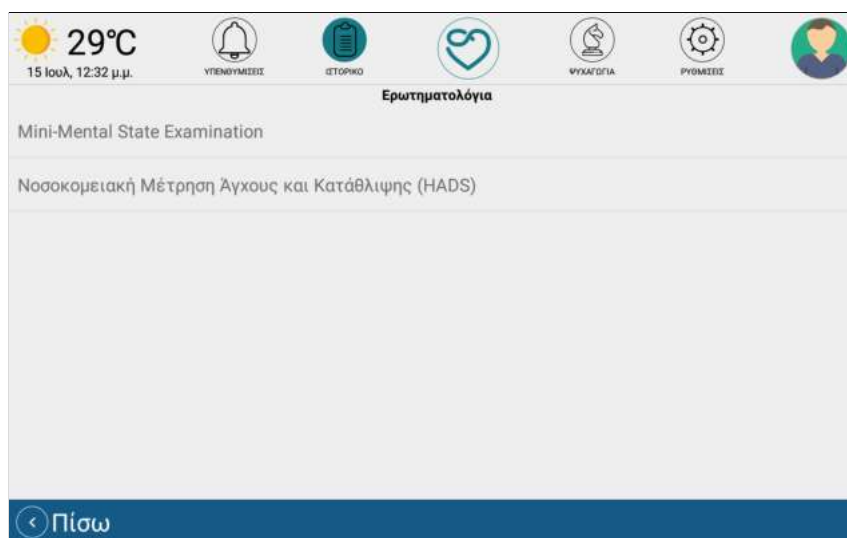 29°C
15 Ιουλ, 12:32 μ.μ.
ΥΠΕΝΘΥΜΙΣΕΙΣ
ΙΣΤΟΡΙΚΟ
ΨΥΧΑΓΩΓΙΑ
ΡΥΘΜΙΣΕΙΣ
Ερωτηματολόγια
Mini-Mental State Examination
Νοσοκομειακή Μέτρηση Άγχους και Κατάθλιψης (HADS)
Πίσω